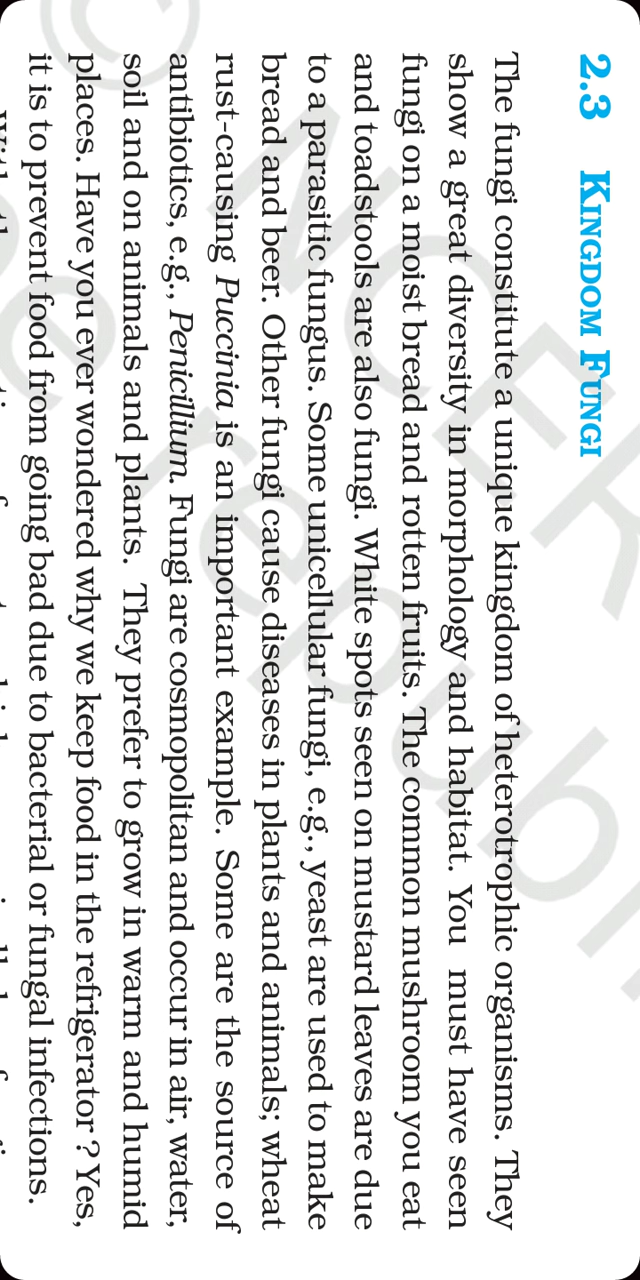 2.3 KINGDOM FUNGI
The fungi constitute a unique kingdom of heterotrophic organisms. They
show a great diversity in morphology and habitat. You must have seen
fungi on a moist bread and rotten fruits. The common mushroom you eat
and toadstools are also fungi. White spots seen on mustard leaves are due
to a parasitic fungus. Some unicellular fungi, e.g., yeast are used to make
bread and beer. Other fungi cause diseases in plants and animals; wheat
rust-causing Puccinia is an important example. Some are the source of
antibiotics, e.g., Penicillium. Fungi are cosmopolitan and occur in air, water,
soil and on animals and plants. They prefer to grow in warm and humid
places. Have you ever wondered why we keep food in the refrigerator ? Yes,
it is to prevent food from going bad due to bacterial or fungal infections.